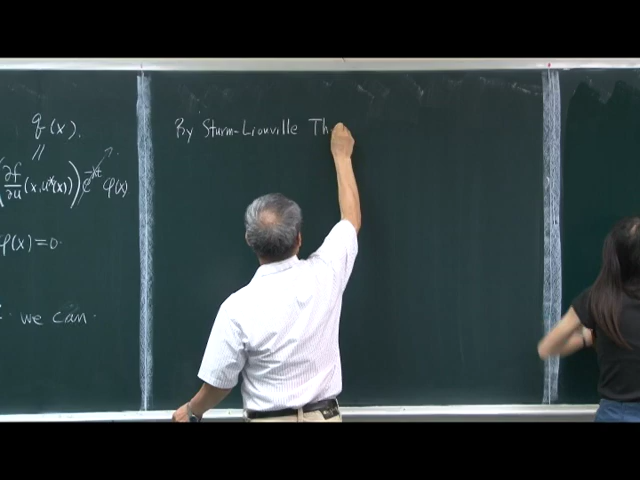 q(x).
//
(∂f/∂u (x,u*(x))) e^{-λt} φ(x)
φ(x)=0.
we can.
By Sturm-Liouville Th